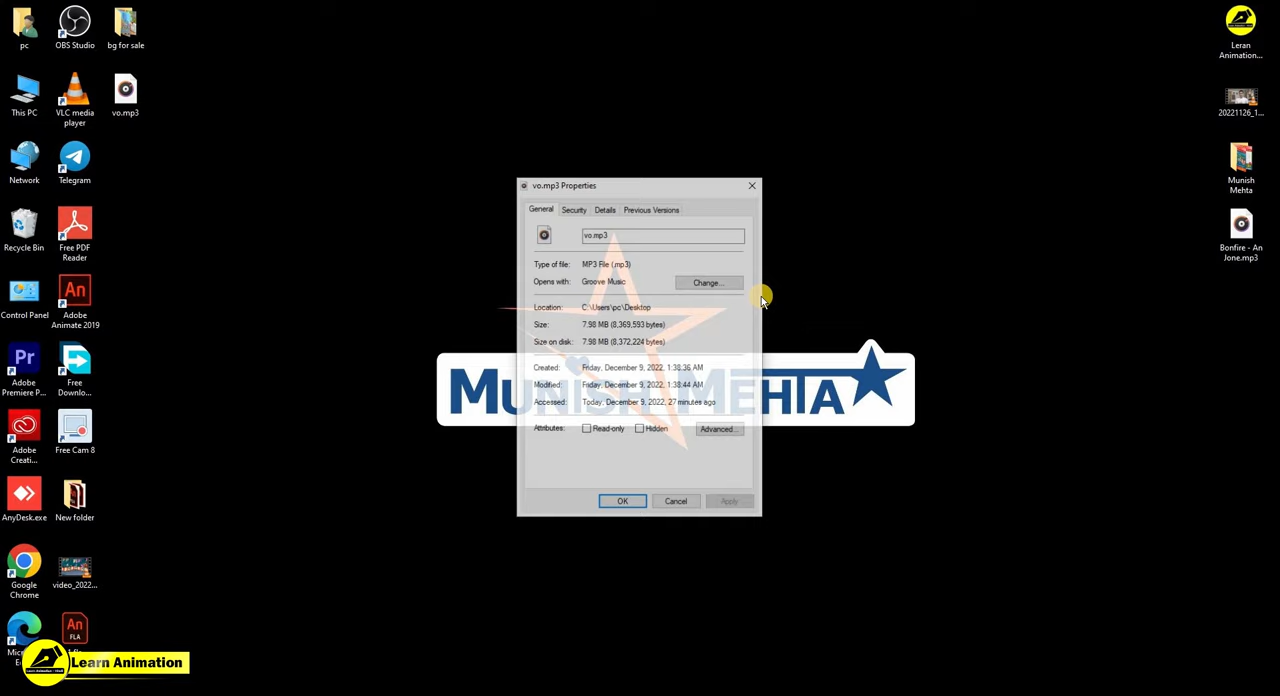 pc
OBS Studio
bg for sale
This PC
VLC media
player
vo.mp3
Network
Telegram
Recycle Bin
Free PDF
Reader
Control Panel
Adobe
Animate 2019
Adobe
Premiere P...
Free
Downlo...
Adobe
Creati...
Free Cam 8
AnyDesk.exe
New folder
Google
Chrome
video_2022...
Learn Animation
vo.mp3 Properties
General
Security
Details
Previous Versions
vo.mp3
Type of file: MP3 File (.mp3)
Opens with: Groove Music
Change...
Location: C:\Users\pc\Desktop
Size: 7.98 MB (8,369,593 bytes)
Size on disk: 7.98 MB (8,372,224 bytes)
Created: Friday, December 9, 2022, 1:38:36 AM
Modified: Friday, December 9, 2022, 1:38:44 AM
Accessed: Today, December 9, 2022, 27 minutes ago
Attributes: Read-only Hidden Advanced...
OK
Cancel
Apply
MUNISH MEHTA
Leran
Animation...
20221126_1...
Munish
Mehta
Bonfire - An
Jone.mp3
An
FLA
Pr
An